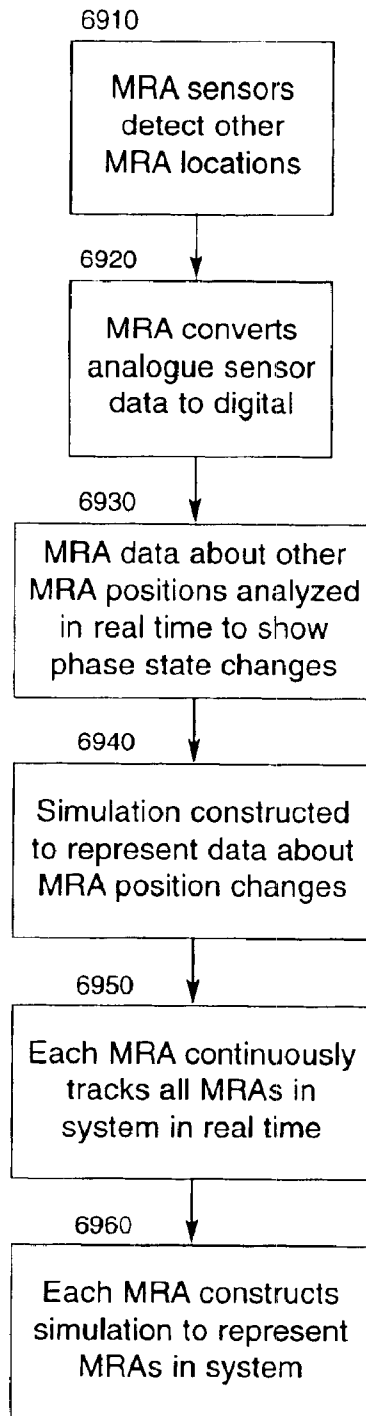 6910
MRA sensors
detect other
MRA locations
6920
MRA converts
analogue sensor
data to digital
6930
MRA data about other
MRA positions analyzed
in real time to show
phase state changes
6940
Simulation constructed
to represent data about
MRA position changes
6950
Each MRA continuously
tracks all MRAs in
system in real time
6960
Each MRA constructs
simulation to represent
MRAs in system